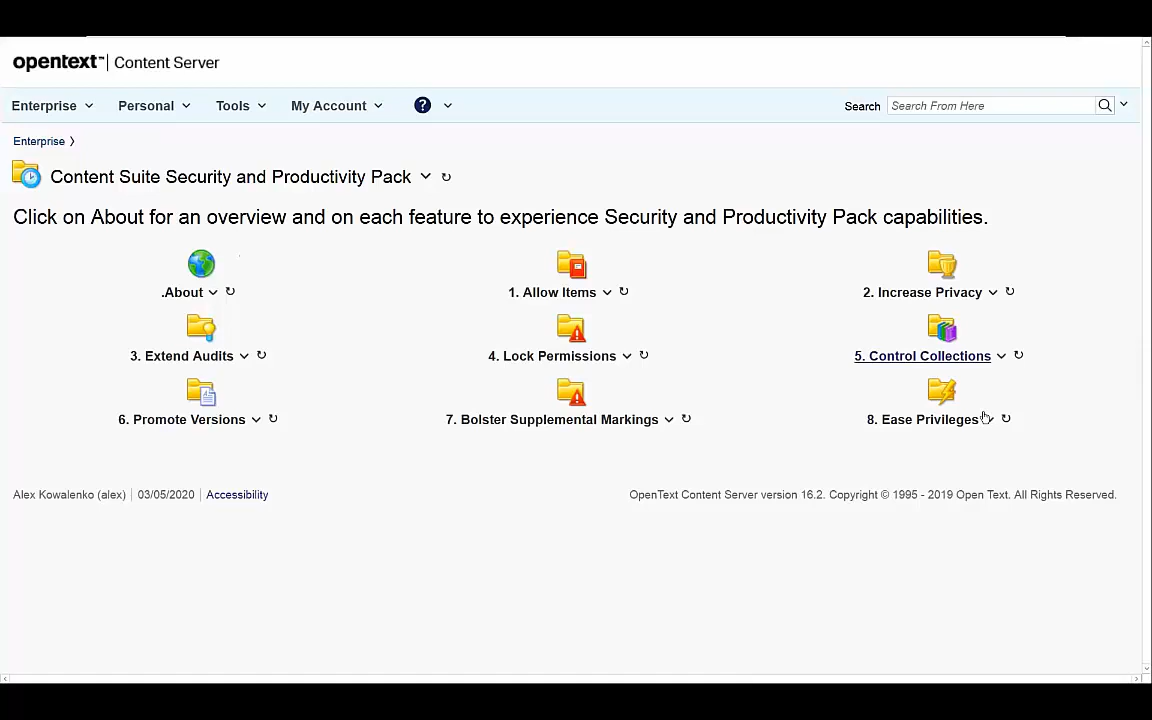 opentext™ | Content Server
Enterprise Personal Tools My Account ? Search Search From Here
Enterprise ❭
Content Suite Security and Productivity Pack
Click on About for an overview and on each feature to experience Security and Productivity Pack capabilities.
.About 1. Allow Items 2. Increase Privacy
3. Extend Audits 4. Lock Permissions 5. Control Collections
6. Promote Versions 7. Bolster Supplemental Markings 8. Ease Privileges
Alex Kowalenko (alex) | 03/05/2020 | Accessibility OpenText Content Server version 16.2. Copyright © 1995 - 2019 Open Text. All Rights Reserved.